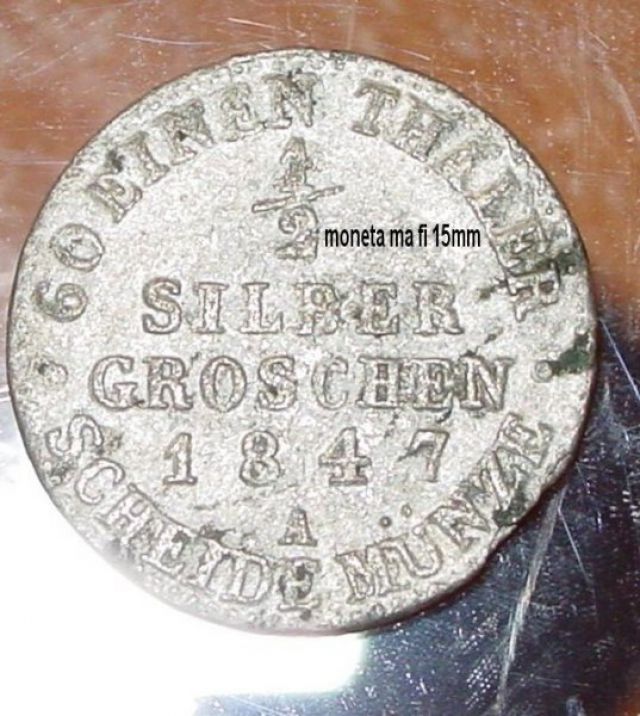 60 EINEN THALER
1
2
moneta ma fi 15mm
SILBER
GROSCHEN
1847
A
SCHEIDE MÜNZE